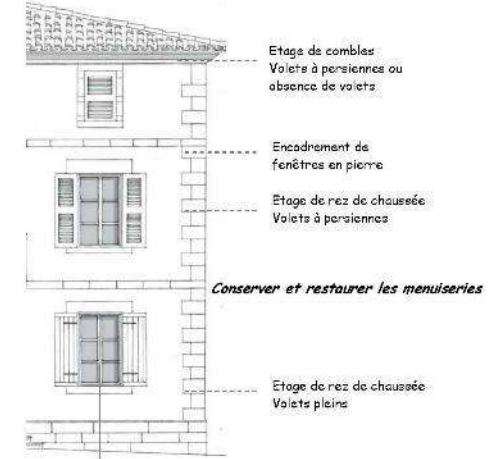 Etage de combles
Volets à persiennes ou
absence de volets
Encadrement de
fenêtres en pierre
Etage de rez de chaussée
Volets à persiennes
Conserver et restaurer les menuiseries
Etage de rez de chaussée
Volets pleins